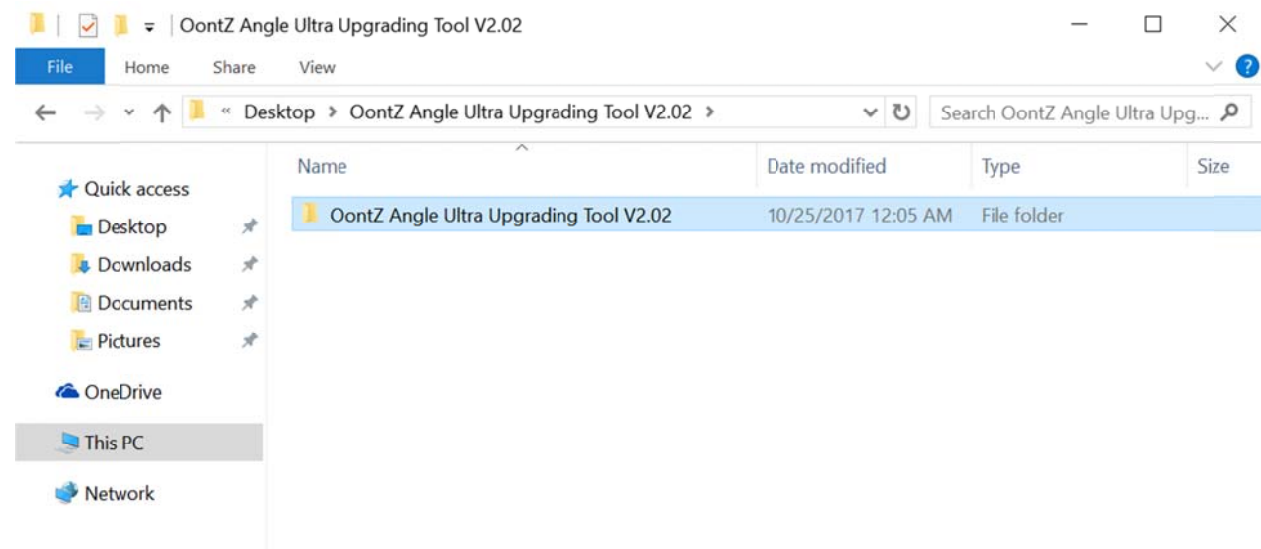 OontZ Angle Ultra Upgrading Tool V2.02
File Home Share View
« Desktop > OontZ Angle Ultra Upgrading Tool V2.02 >
Search OontZ Angle Ultra Upg...
Name Date modified Type Size
Quick access
OontZ Angle Ultra Upgrading Tool V2.02 10/25/2017 12:05 AM File folder
Desktop
Downloads
Documents
Pictures
OneDrive
This PC
Network